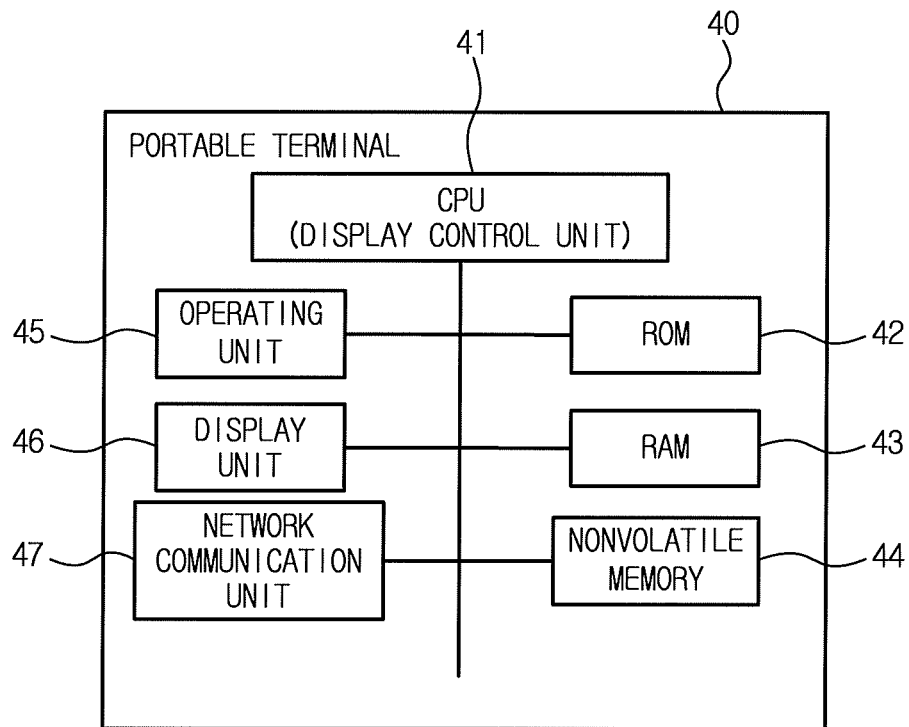 41
40
PORTABLE TERMINAL
CPU
(DISPLAY CONTROL UNIT)
45
OPERATING
UNIT
ROM
42
46
DISPLAY
UNIT
RAM
43
47
NETWORK
COMMUNICATION
UNIT
NONVOLATILE
MEMORY
44